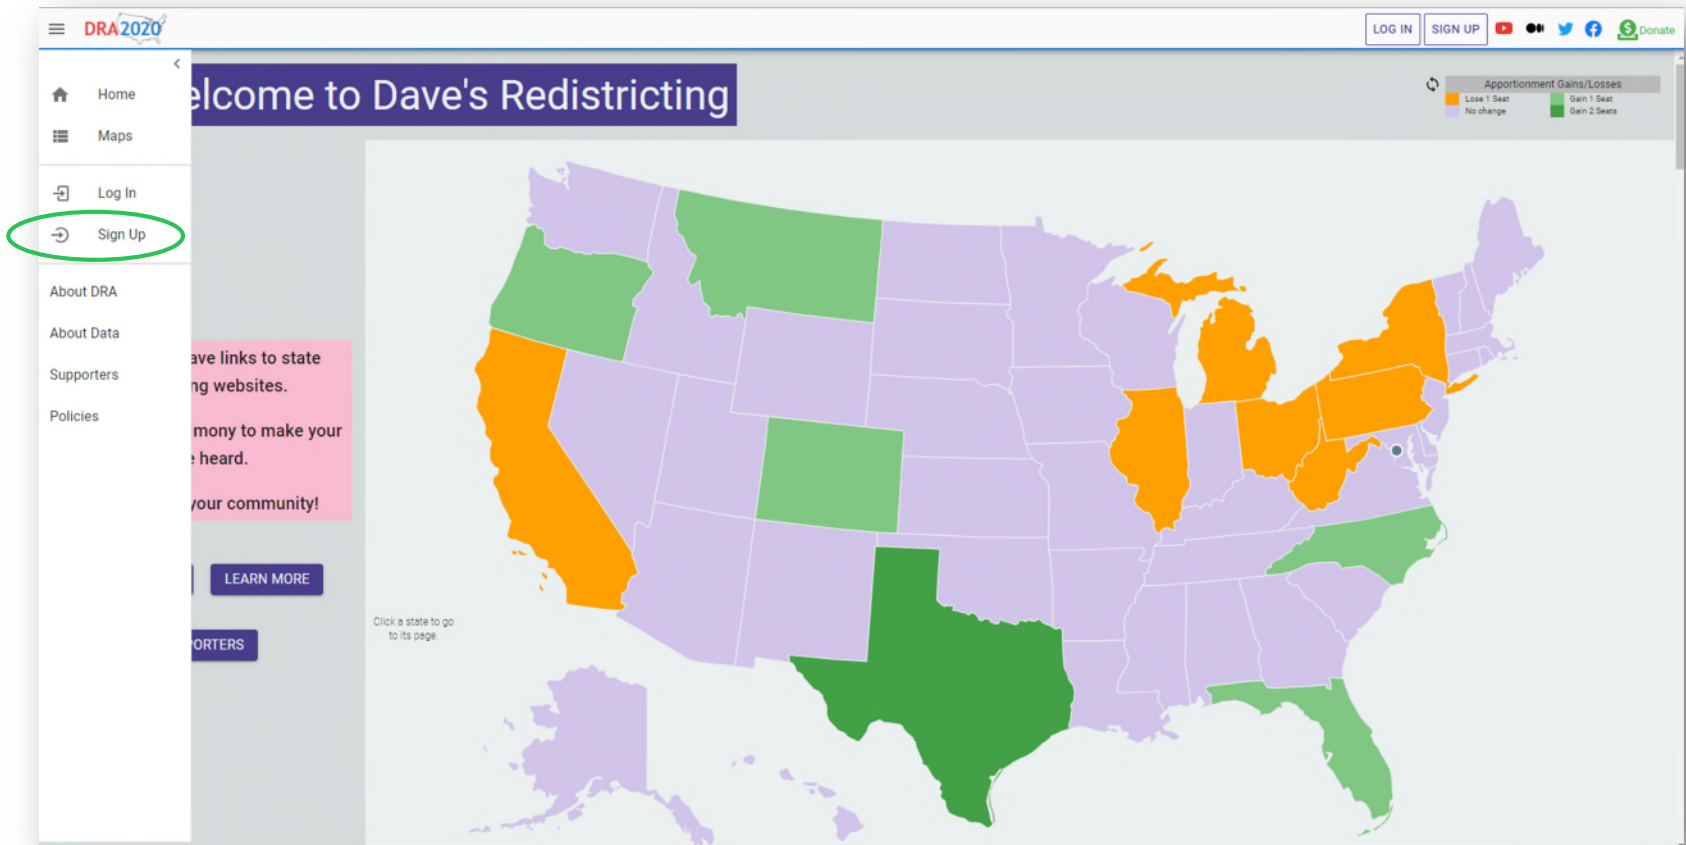 DRA2020
LOG IN
SIGN UP
Donate
Home
Maps
Log In
Sign Up
About DRA
About Data
Supporters
Policies
elcome to Dave's Redistricting
Apportionment Gains/Losses
Lose 1 Seat
Gain 1 Seat
No change
Gain 2 Seats
ave links to state
ng websites.
mony to make your
heard.
your community!
LEARN MORE
PORTERS
Click a state to go
to its page.